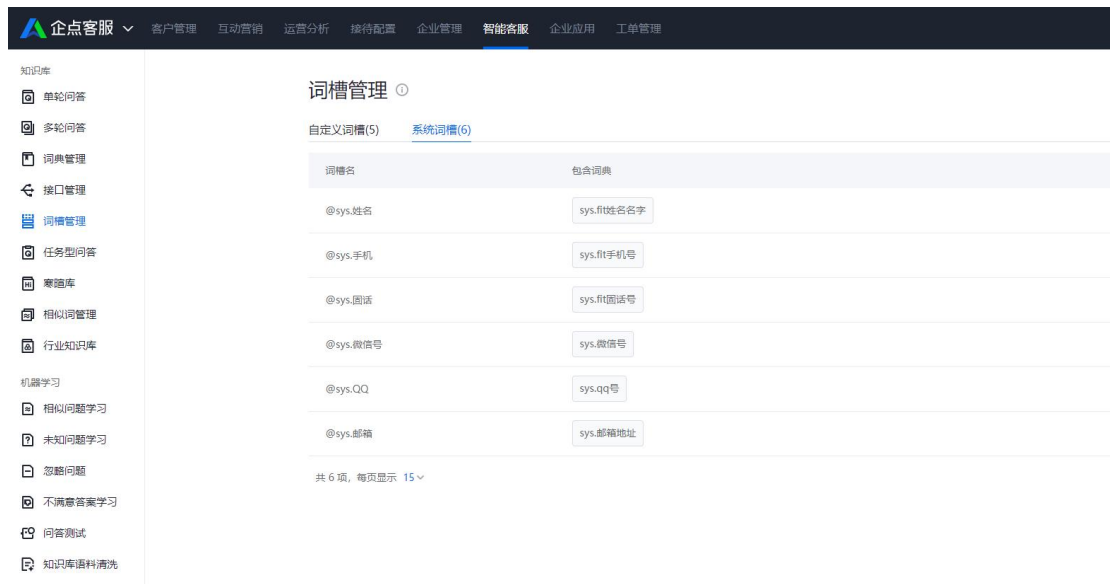 企点客服 客户管理 互动营销 运营分析 接待配置 企业管理 智能客服 企业应用 工单管理
知识库
单轮问答
多轮问答
词典管理
接口管理
词槽管理
任务型问答
寒暄库
相似词管理
行业知识库
机器学习
相似问题学习
未知问题学习
忽略问题
不满意答案学习
问答测试
知识库语料清洗
词槽管理
自定义词槽(5) 系统词槽(6)
词槽名 包含词典
@sys.姓名 sys.fit姓名名字
@sys.手机 sys.fit手机号
@sys.固话 sys.fit固话号
@sys.微信号 sys.微信号
@sys.QQ sys.qq号
@sys.邮箱 sys.邮箱地址
共 6 项，每页显示 15